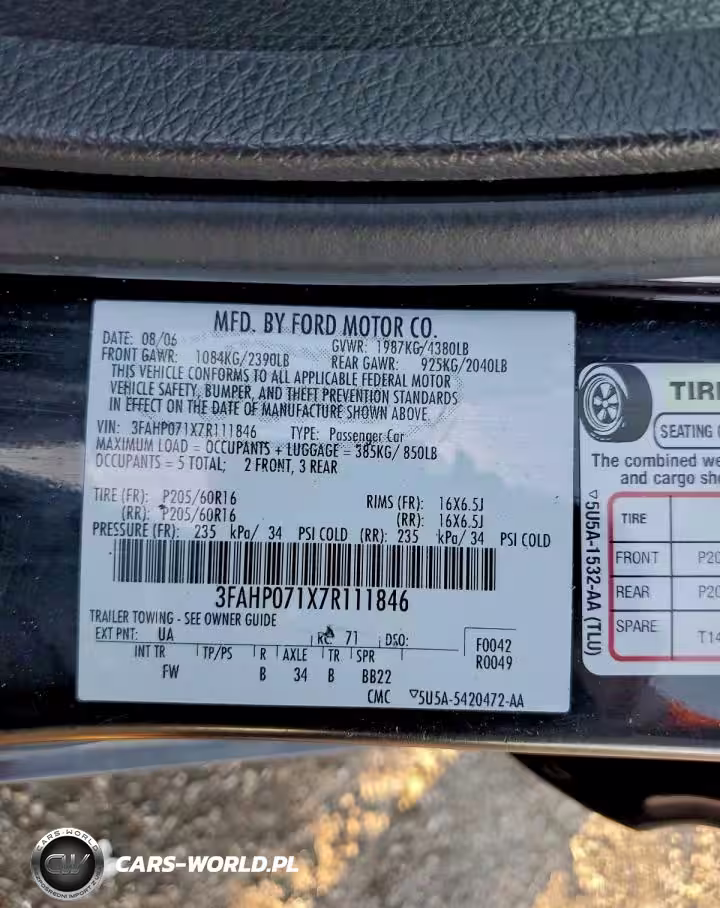 MFD. BY FORD MOTOR CO.
DATE: 08/06 GVWR: 1987KG/4380LB
FRONT GAWR: 1084KG/2390LB REAR GAWR: 925KG/2040LB
THIS VEHICLE CONFORMS TO ALL APPLICABLE FEDERAL MOTOR
VEHICLE SAFETY, BUMPER, AND THEFT PREVENTION STANDARDS
IN EFFECT ON THE DATE OF MANUFACTURE SHOWN ABOVE.
VIN: 3FAHP071X7R111846 TYPE: Passenger Car
MAXIMUM LOAD = OCCUPANTS + LUGGAGE = 385KG/ 850LB
OCCUPANTS = 5 TOTAL; 2 FRONT, 3 REAR
TIRE (FR): P205/60R16 RIMS (FR): 16X6.5J
(RR): P205/60R16 (RR): 16X6.5J
PRESSURE (FR): 235 kPa/ 34 PSI COLD (RR): 235 kPa/ 34 PSI COLD
3FAHP071X7R111846
TRAILER TOWING - SEE OWNER GUIDE
EXT PNT: UA RC: 71 DSO: F0042
INT TR TP/PS R AXLE TR SPR R0049
FW B 34 B BB22
CMC ▽5U5A-5420472-AA
TIRE
SEATING
The combined we
and cargo sho
TIRE
FRONT P20
REAR P20
SPARE T14
▽5U5A-1532-AA (TLU)
CARS-WORLD
CW
CARS-WORLD.PL